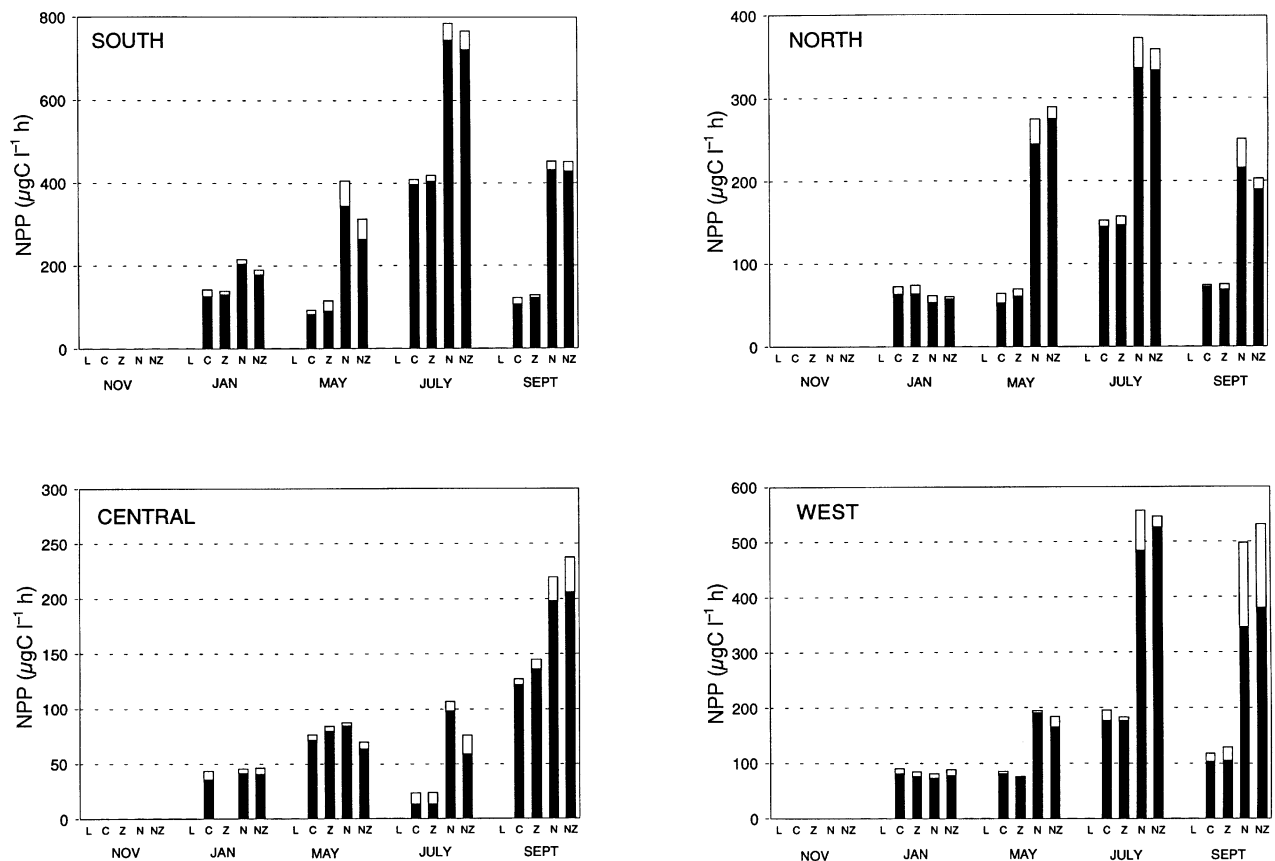 SOUTH
NPP (μgC l⁻¹ h)
800
600
400
200
0
L C Z N NZ L C Z N NZ L C Z N NZ L C Z N NZ L C Z N NZ
NOV JAN MAY JULY SEPT
NORTH
NPP (μgC l⁻¹ h)
400
300
200
100
0
L C Z N NZ L C Z N NZ L C Z N NZ L C Z N NZ L C Z N NZ
NOV JAN MAY JULY SEPT
CENTRAL
NPP (μgC l⁻¹ h)
300
250
200
150
100
50
0
L C Z N NZ L C Z N NZ L C Z N NZ L C Z N NZ L C Z N NZ
NOV JAN MAY JULY SEPT
WEST
NPP (μgC l⁻¹ h)
600
500
400
300
200
100
0
L C Z N NZ L C Z N NZ L C Z N NZ L C Z N NZ L C Z N NZ
NOV JAN MAY JULY SEPT